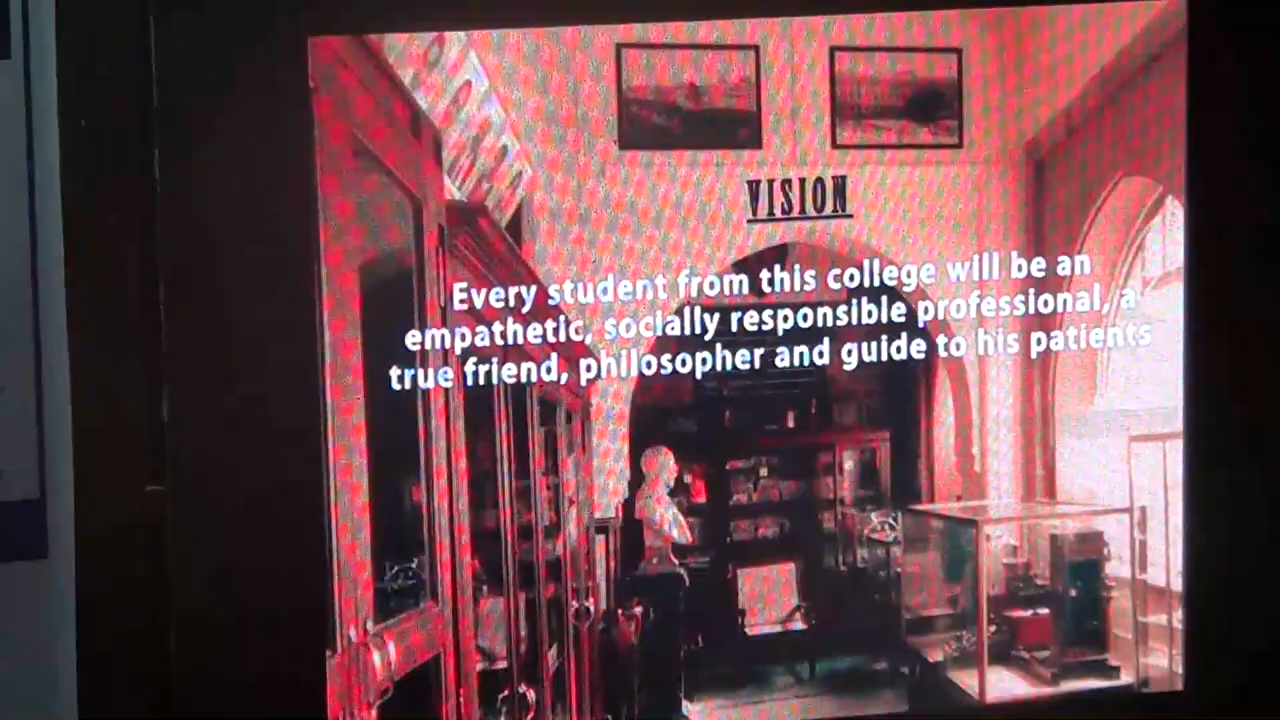 VISION
Every student from this college will be an
empathetic, socially responsible professional, a
true friend, philosopher and guide to his patients